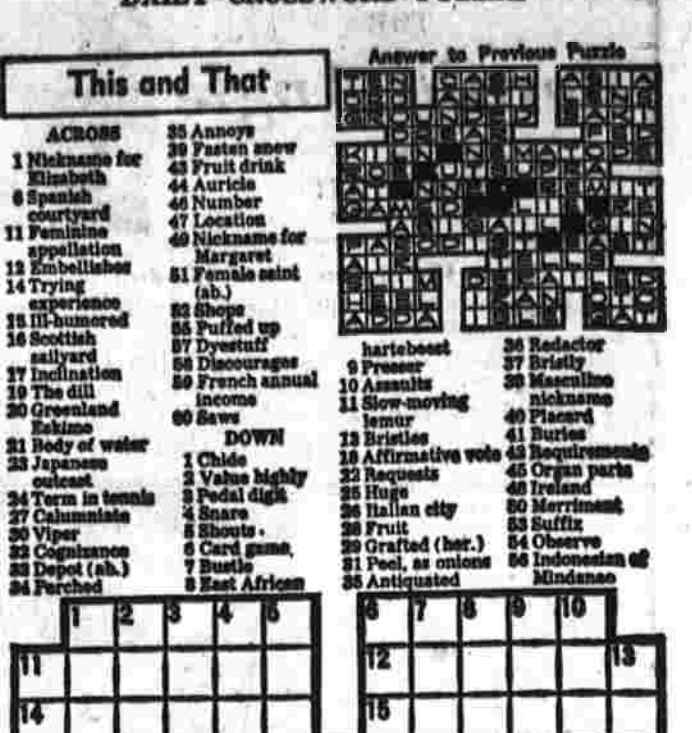 Answer to Previous Puzzle
This and That
ACROSS
1 Nickname for
Elizabeth
6 Spanish
courtyard
11 Feminine
appellation
12 Embellishes
14 Trying
experience
15 Ill-humored
16 Scottish
sailyard
17 Inclination
19 The dill
20 Greenland
Eskimo
21 Body of water
23 Japanese
outcast
24 Term in tennis
27 Calumniate
30 Viper
32 Cognizance
33 Depot (ab.)
34 Perched
35 Annoys
39 Fasten anew
43 Fruit drink
44 Auricle
46 Number
47 Location
49 Nickname for
Margaret
51 Female saint
(ab.)
52 Shops
55 Puffed up
57 Dyestuff
58 Discourages
59 French annual
income
60 Saws
DOWN
1 Chide
2 Value highly
3 Pedal digit
4 Snare
5 Shouts
6 Card game
7 Bustle
8 East African
hartebeest
9 Presser
10 Assaults
11 Slow-moving
lemur
13 Bristles
18 Affirmative vote
22 Requests
25 Huge
26 Italian city
28 Fruit
29 Grafted (her.)
31 Peel, as onions
35 Antiquated
36 Redactor
37 Bristly
38 Masculine
nickname
40 Placard
41 Buries
42 Requirements
45 Organ parts
48 Ireland
50 Merriment
53 Suffix
54 Observe
56 Indonesian of
Mindanao
1 2 3 4 5 6 7 8 9 10
11 12 13
14 15